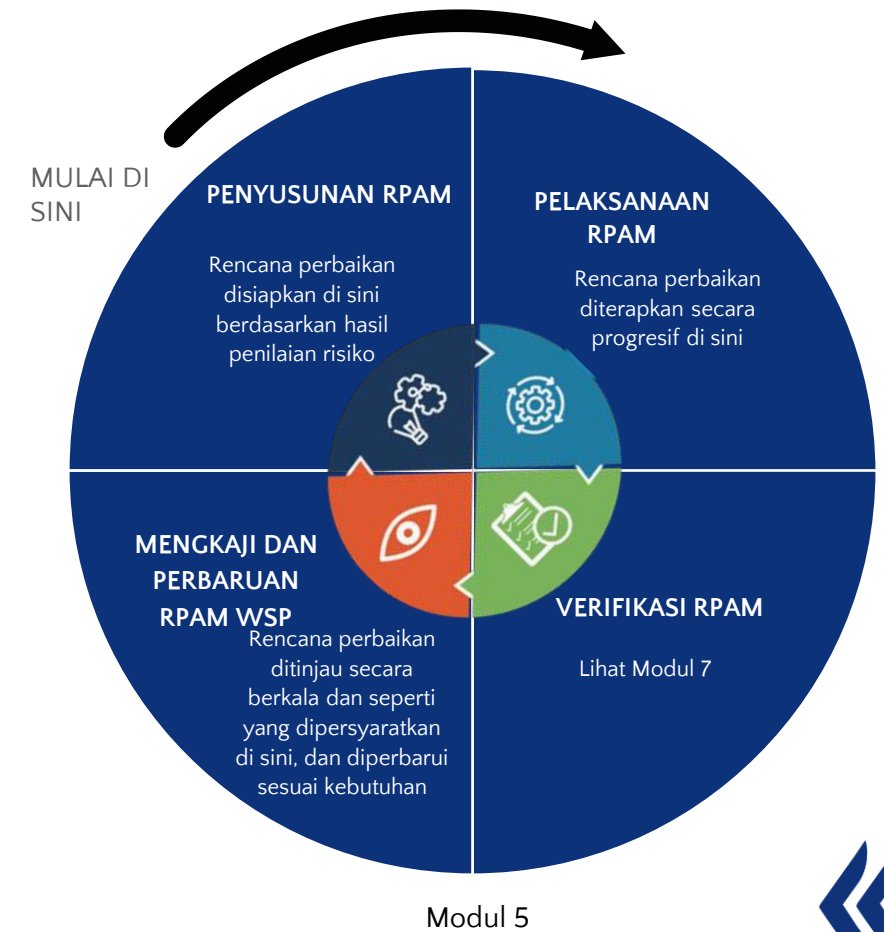 MULAI DI
SINI
PENYUSUNAN RPAM
Rencana perbaikan
disiapkan di sini
berdasarkan hasil
penilaian risiko
PELAKSANAAN
RPAM
Rencana perbaikan
diterapkan secara
progresif di sini
MENGKAJI DAN
PERBARUAN
RPAM WSP
Rencana perbaikan
ditinjau secara
berkala dan seperti
yang dipersyaratkan
di sini, dan diperbarui
sesuai kebutuhan
VERIFIKASI RPAM
Lihat Modul 7
Modul 5